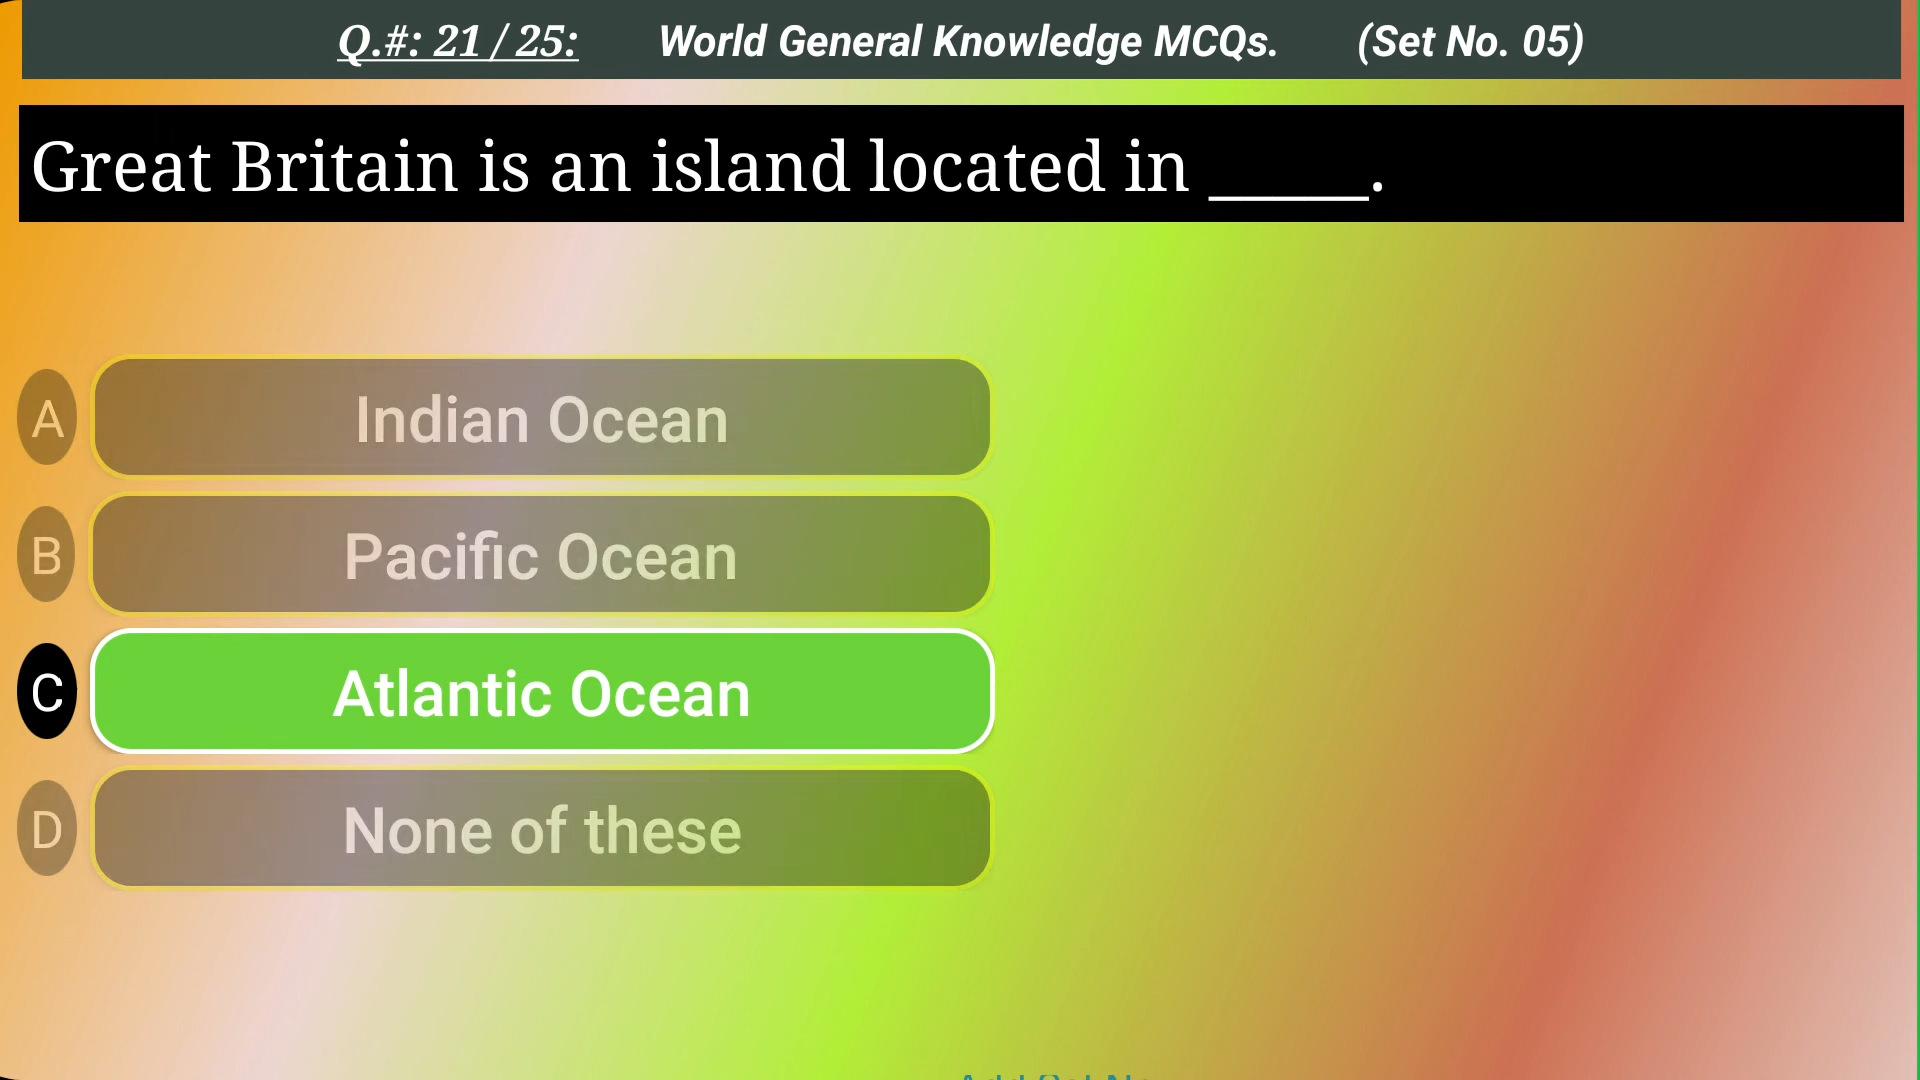 Q.#: 21 / 25: World General Knowledge MCQs. (Set No. 05)
Great Britain is an island located in _____.
A Indian Ocean
B Pacific Ocean
C Atlantic Ocean
D None of these